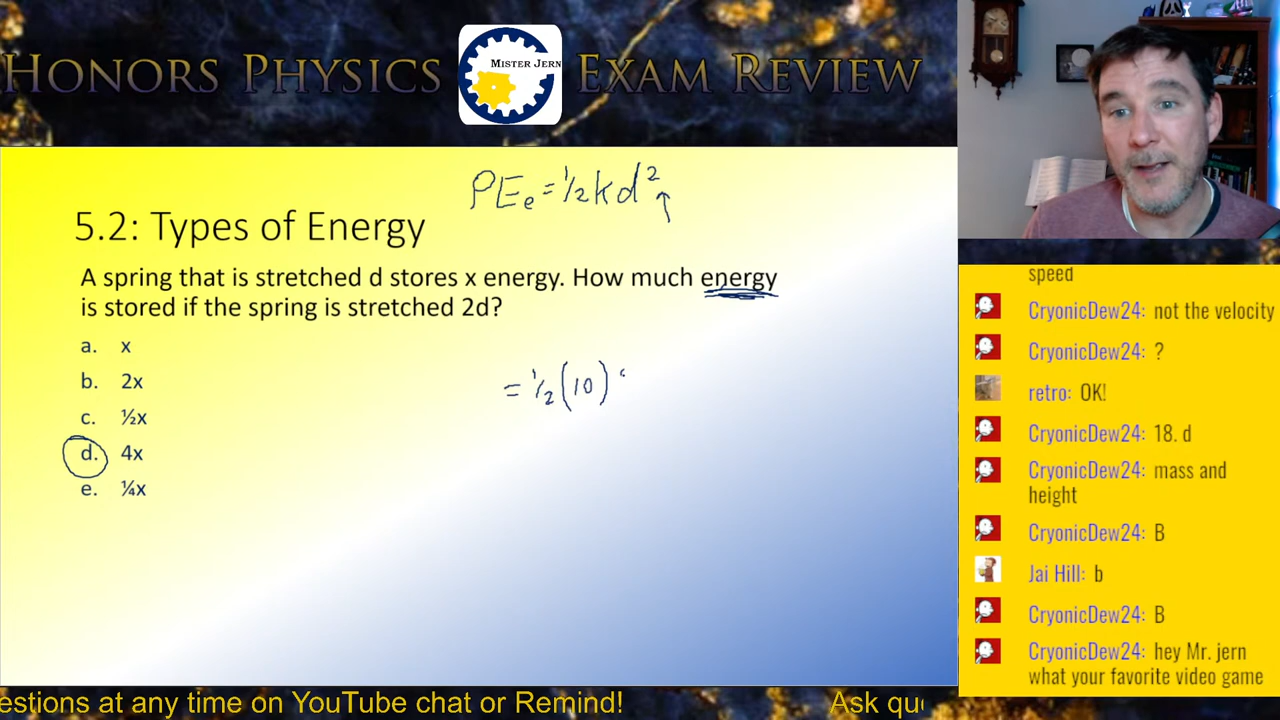 HONORS PHYSICS MISTER JERN EXAM REVIEW
PEe = ½kd²
5.2: Types of Energy
A spring that is stretched d stores x energy. How much energy
is stored if the spring is stretched 2d?
a. x
b. 2x
c. ½x
d. 4x
e. ¼x
= ½(10)
speed
CryonicDew24: not the velocity
CryonicDew24: ?
retro: OK!
CryonicDew24: 18. d
CryonicDew24: mass and
height
CryonicDew24: B
Jai Hill: b
CryonicDew24: B
CryonicDew24: hey Mr. jern
what your favorite video game
estions at any time on YouTube chat or Remind! Ask qu